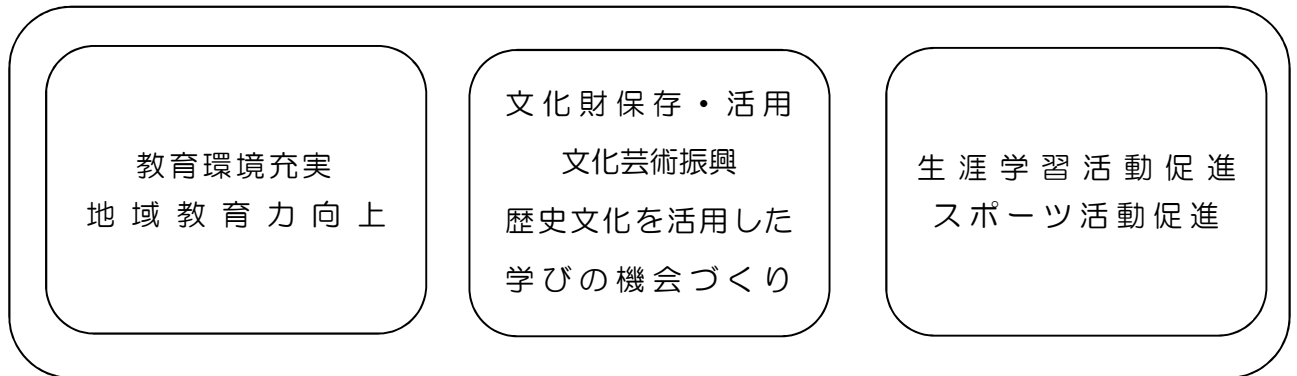 教育環境充実
地域教育力向上
文化財保存・活用
文化芸術振興
歴史文化を活用した
学びの機会づくり
生涯学習活動促進
スポーツ活動促進